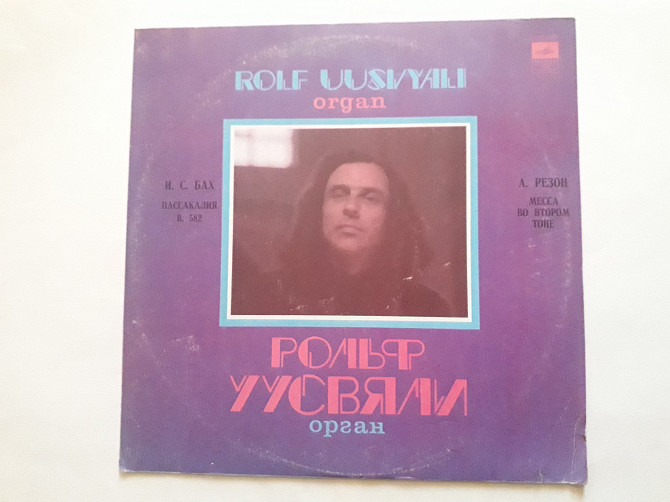 ROLF UUSVYALI
organ
И. С. БАХ
ПАССАКАЛИЯ
B. 582
А. РЕЗОН
МЕССА
ВО ВТОРОМ
ТОНЕ
РОЛЬФ
УУСВЯЛИ
орган